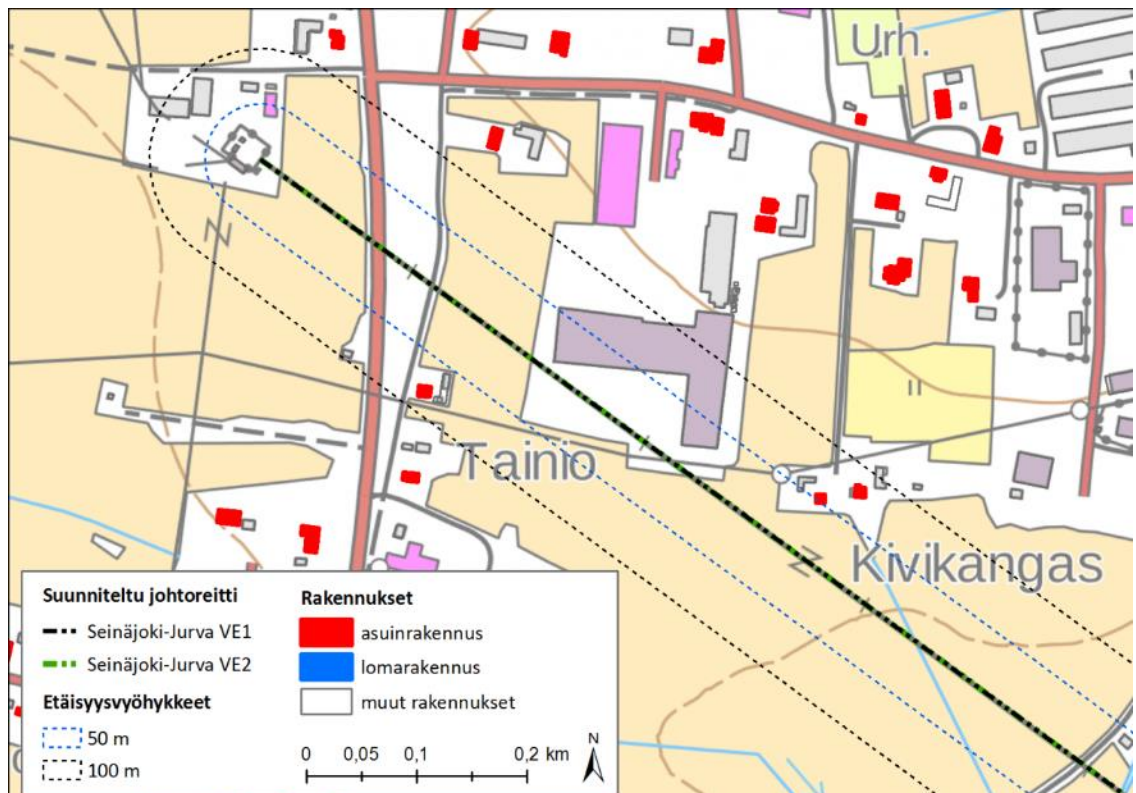 Urh.
Tainio
Kivikangas
Suunniteltu johtoreitti
Seinäjoki-Jurva VE1
Seinäjoki-Jurva VE2
Etäisyysvyöhykkeet
50 m
100 m
Rakennukset
asuinrakennus
lomarakennus
muut rakennukset
0 0,05 0,1 0,2 km
N